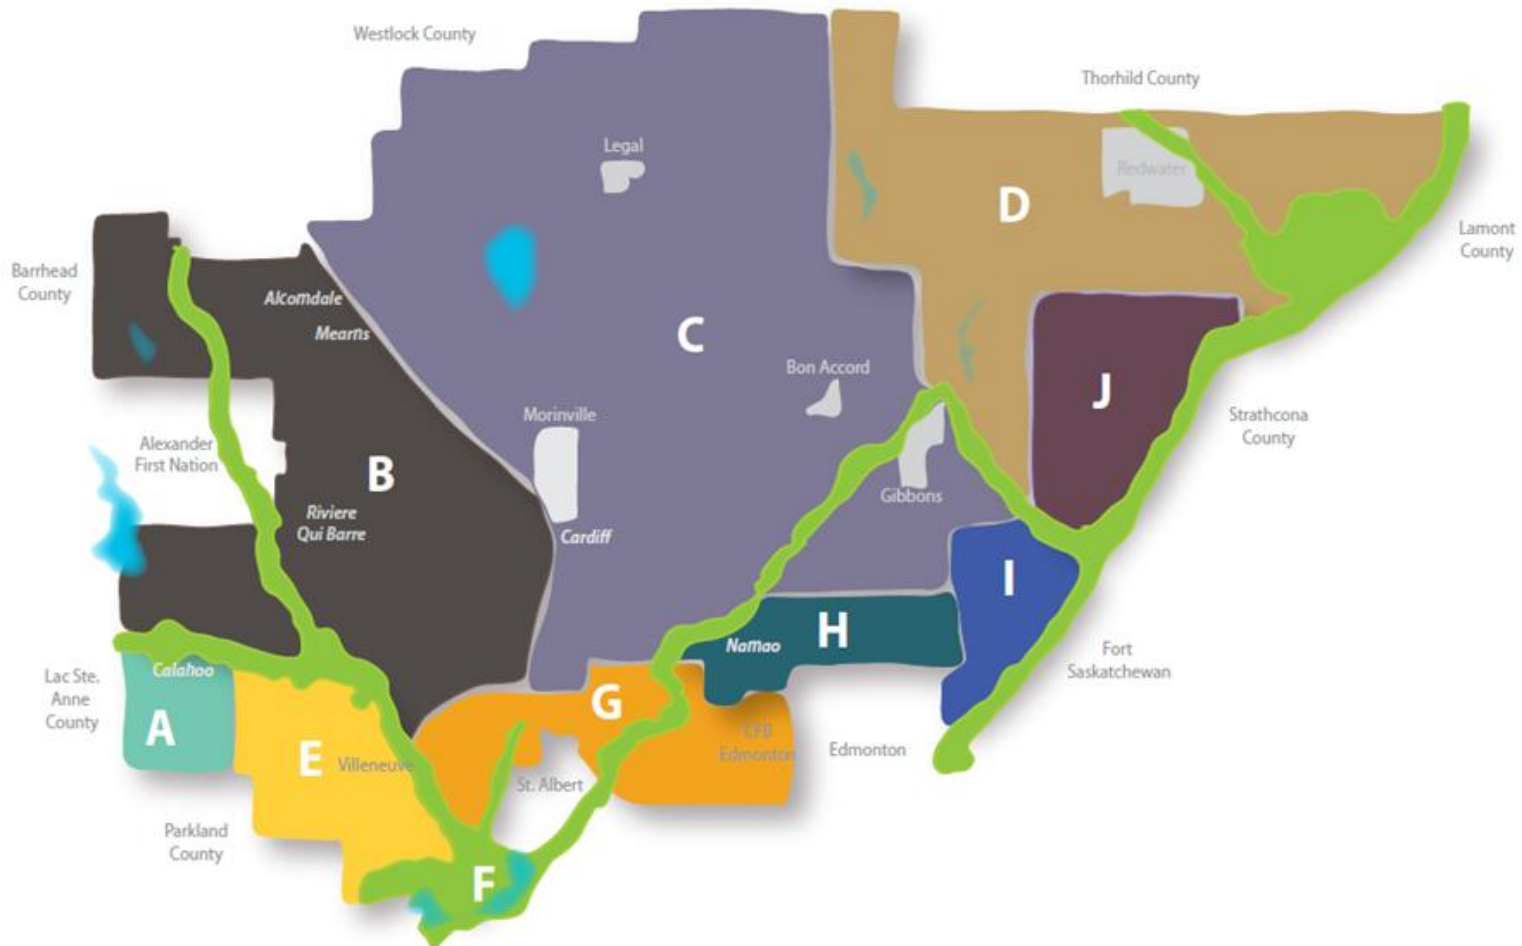 Westlock County
Thorhild County
Legal
Redwater
D
Lamont
County
Barrhead
County
Alcomdale
Mearns
C
Bon Accord
J
Morinville
Strathcona
County
Alexander
First Nation
B
Gibbons
Riviere
Qui Barre
Cardiff
I
H
Namao
Fort
Saskatchewan
Calahoo
Lac Ste.
Anne
County
G
A
CFB
Edmonton
Edmonton
E
Villeneuve
St. Albert
Parkland
County
F